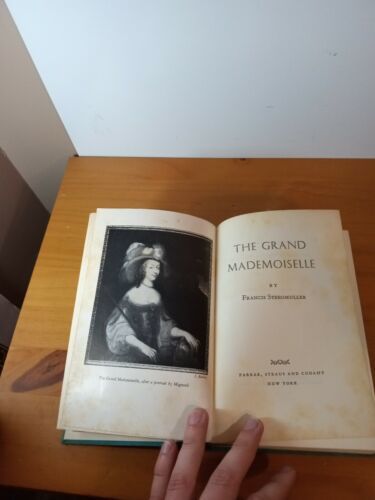 The Grand Mademoiselle, after a portrait by Mignard
THE GRAND
MADEMOISELLE
BY
FRANCIS STEEGMULLER
FARRAR, STRAUS AND CUDAHY
NEW YORK